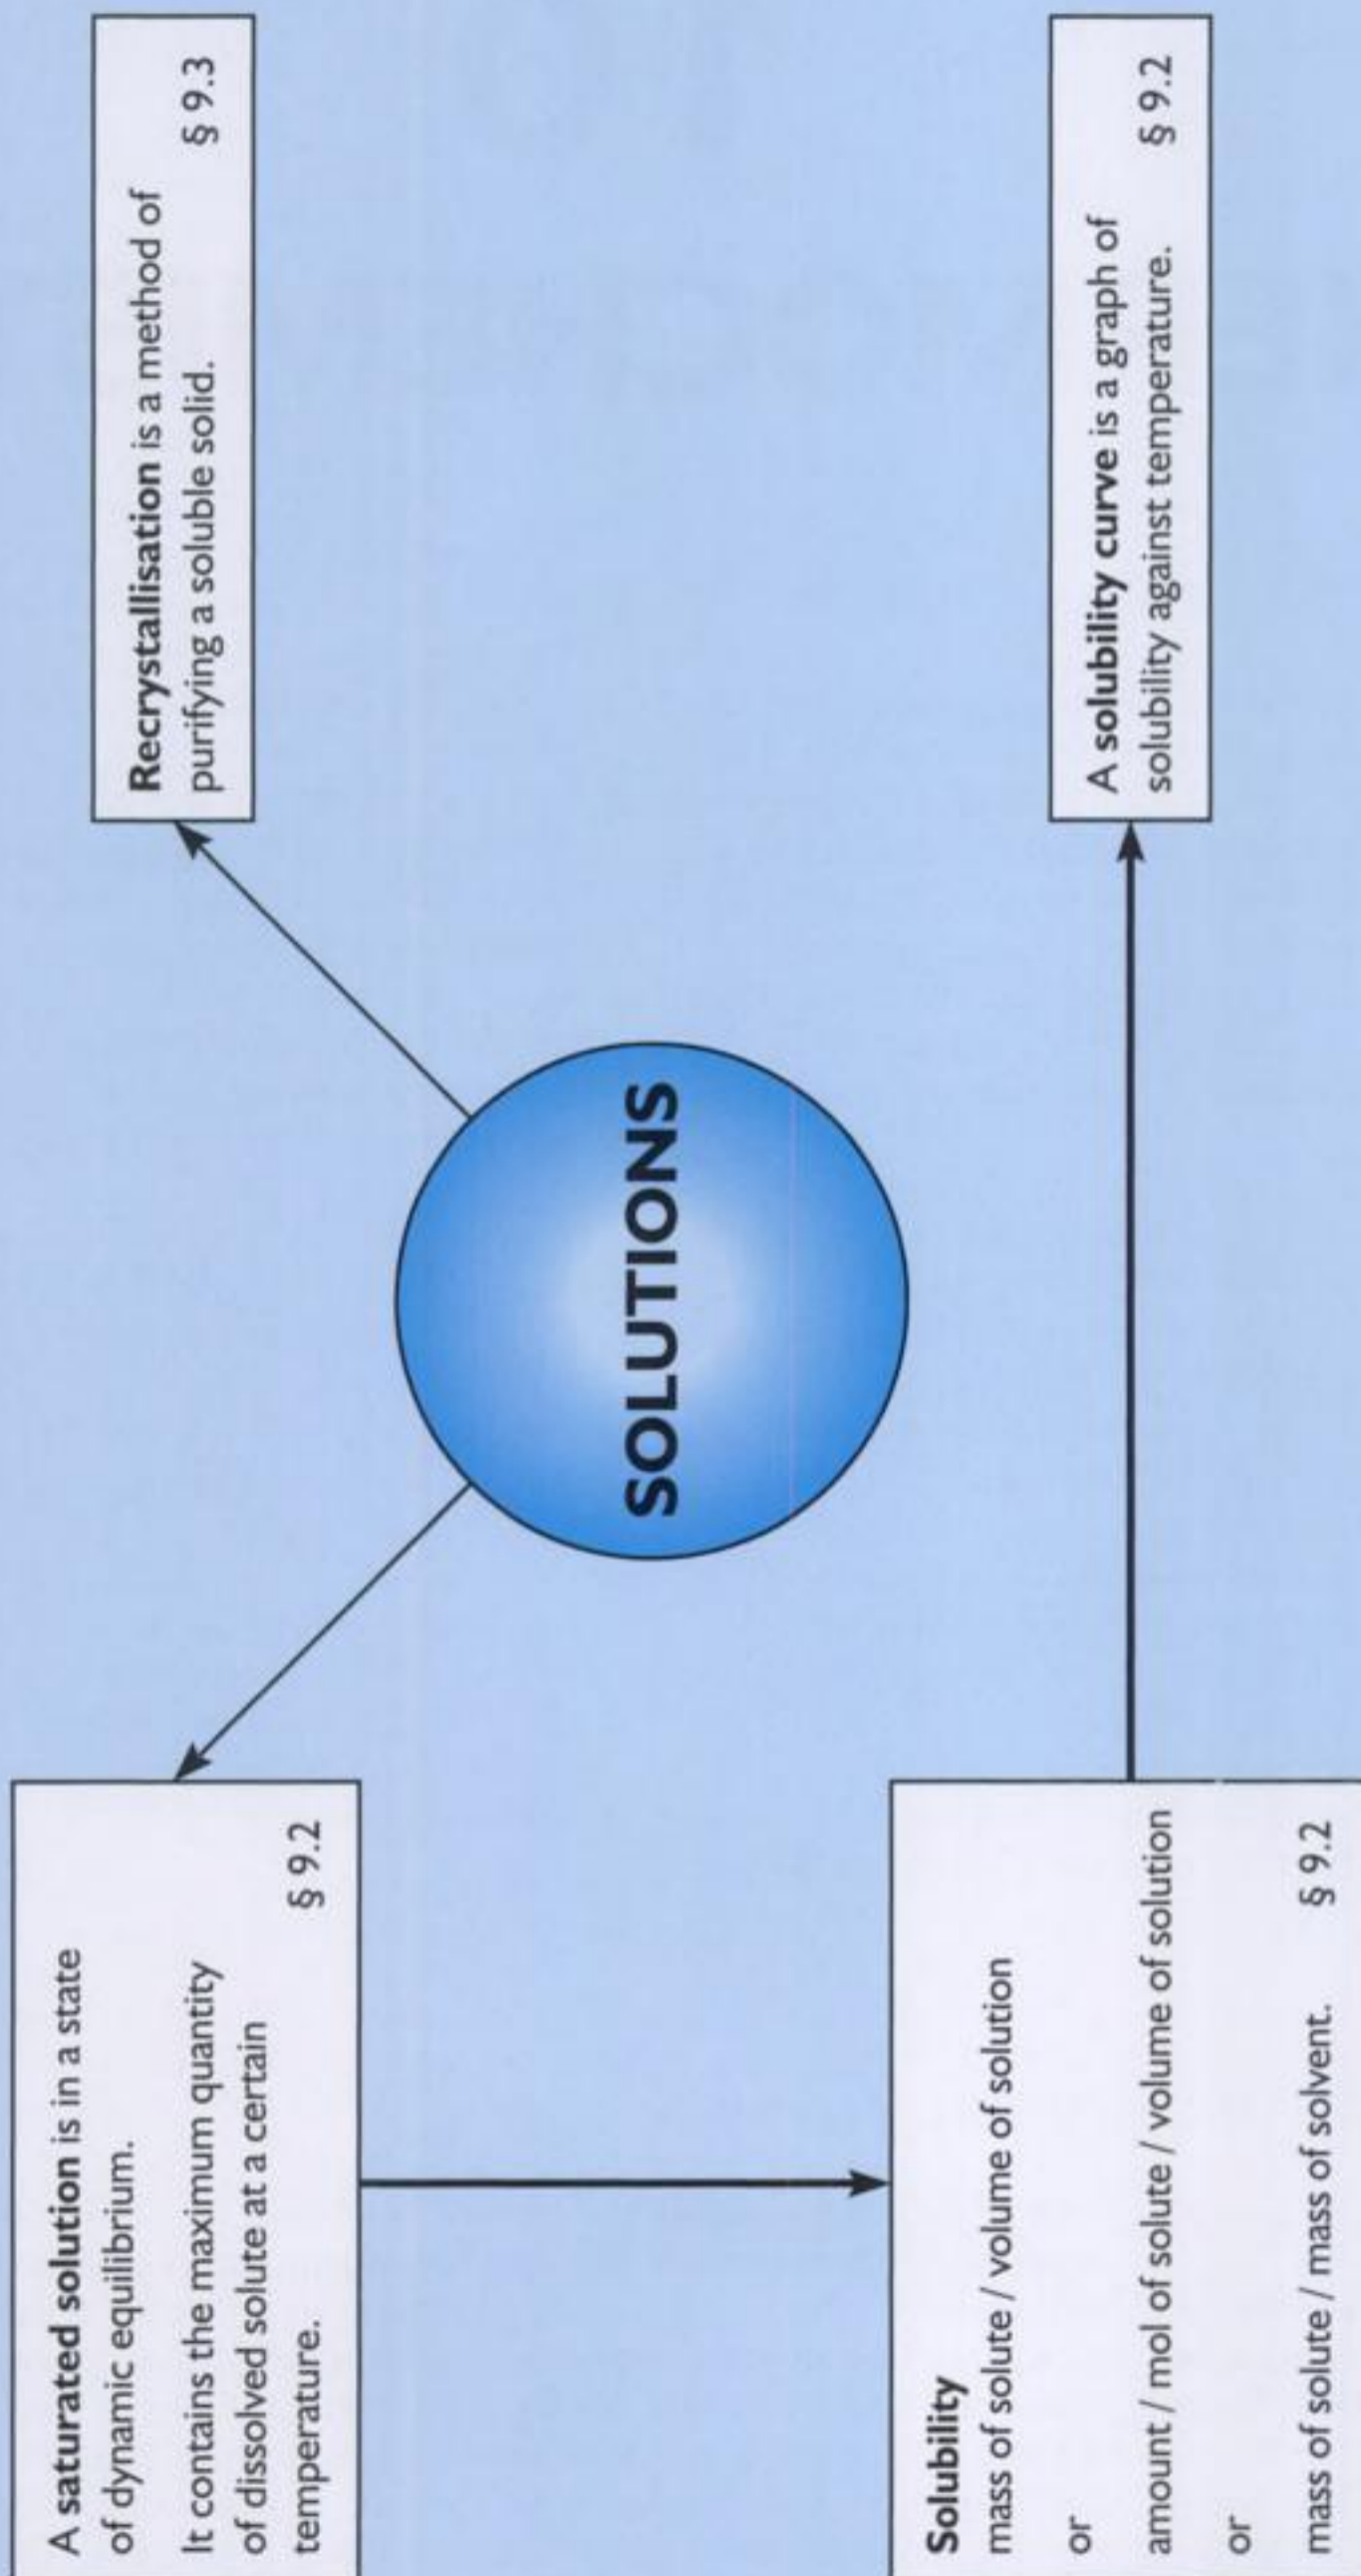 A saturated solution is in a state
of dynamic equilibrium.
It contains the maximum quantity
of dissolved solute at a certain
temperature.
§ 9.2
Recrystallisation is a method of
purifying a soluble solid.
§ 9.3
SOLUTIONS
Solubility
mass of solute / volume of solution
or
amount / mol of solute / volume of solution
or
mass of solute / mass of solvent.
§ 9.2
A solubility curve is a graph of
solubility against temperature.
§ 9.2